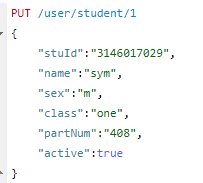 PUT /user/student/1
{
"stuId":"3146017029",
"name":"sym",
"sex":"m",
"class":"one",
"partNum":"408",
"active":true
}